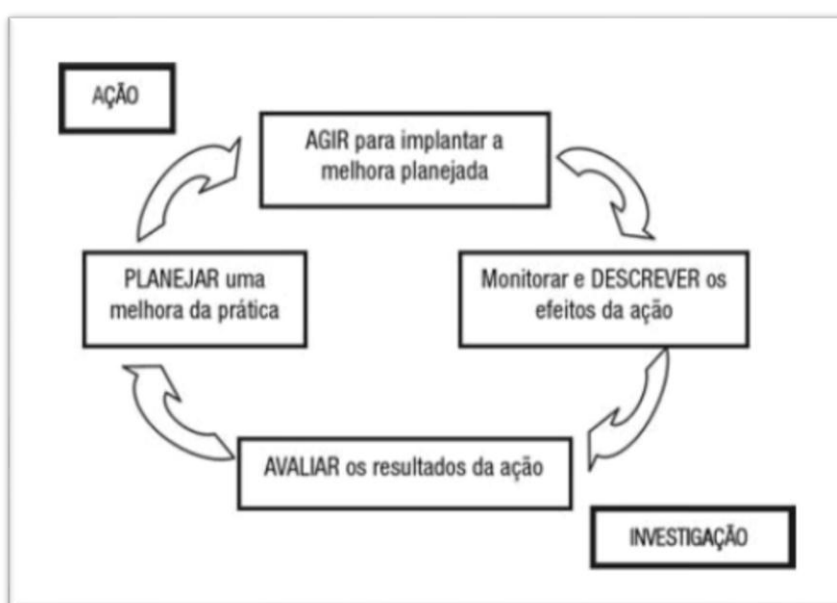 AÇÃO
AGIR para implantar a
melhora planejada
PLANEJAR uma
melhora da prática
Monitorar e DESCREVER os
efeitos da ação
AVALIAR os resultados da ação
INVESTIGAÇÃO